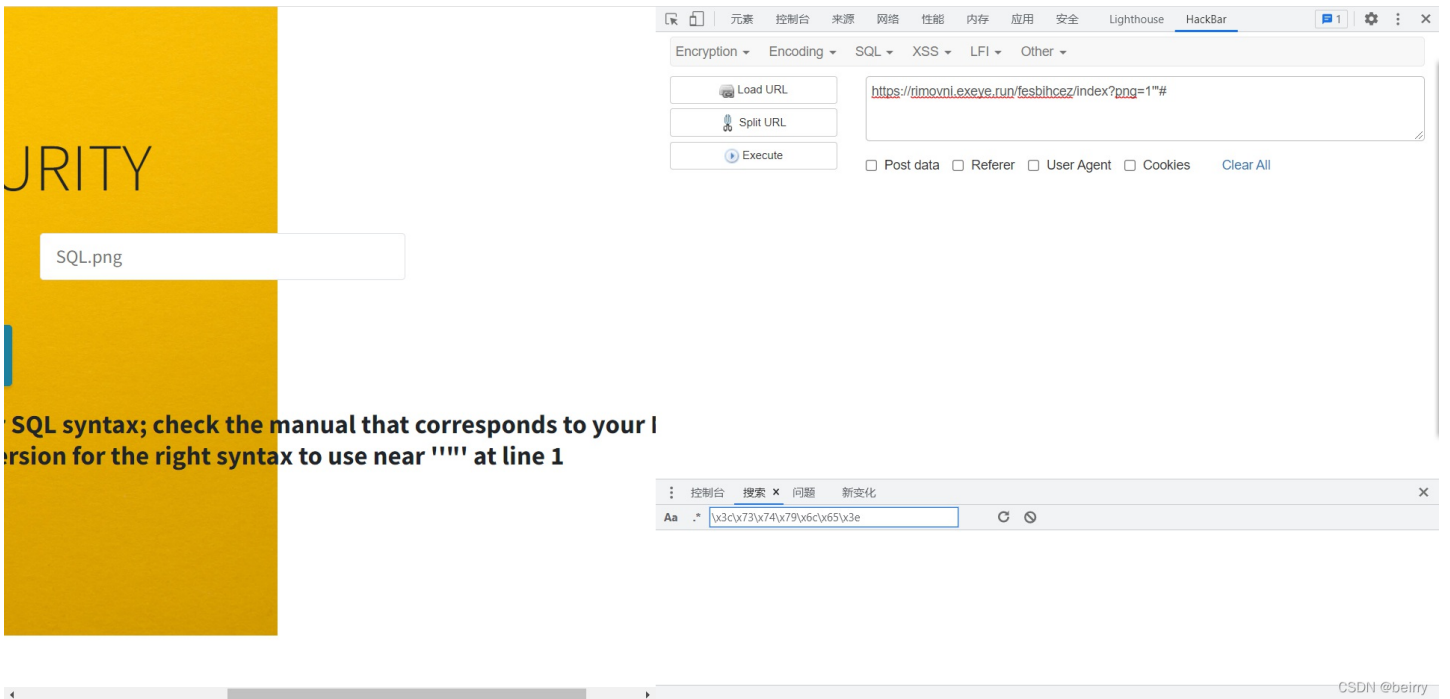 URITY
SQL.png
SQL syntax; check the manual that corresponds to your
ersion for the right syntax to use near ''"'' at line 1
元素 控制台 来源 网络 性能 内存 应用 安全 Lighthouse HackBar 1
Encryption Encoding SQL XSS LFI Other
Load URL
Split URL
Execute
https://rimovni.exeye.run/fesbihcez/index?png=1'"#
Post data Referer User Agent Cookies Clear All
控制台 搜索 × 问题 新变化
Aa .* \x3c\x73\x74\x79\x6c\x65\x3e
CSDN @beirry